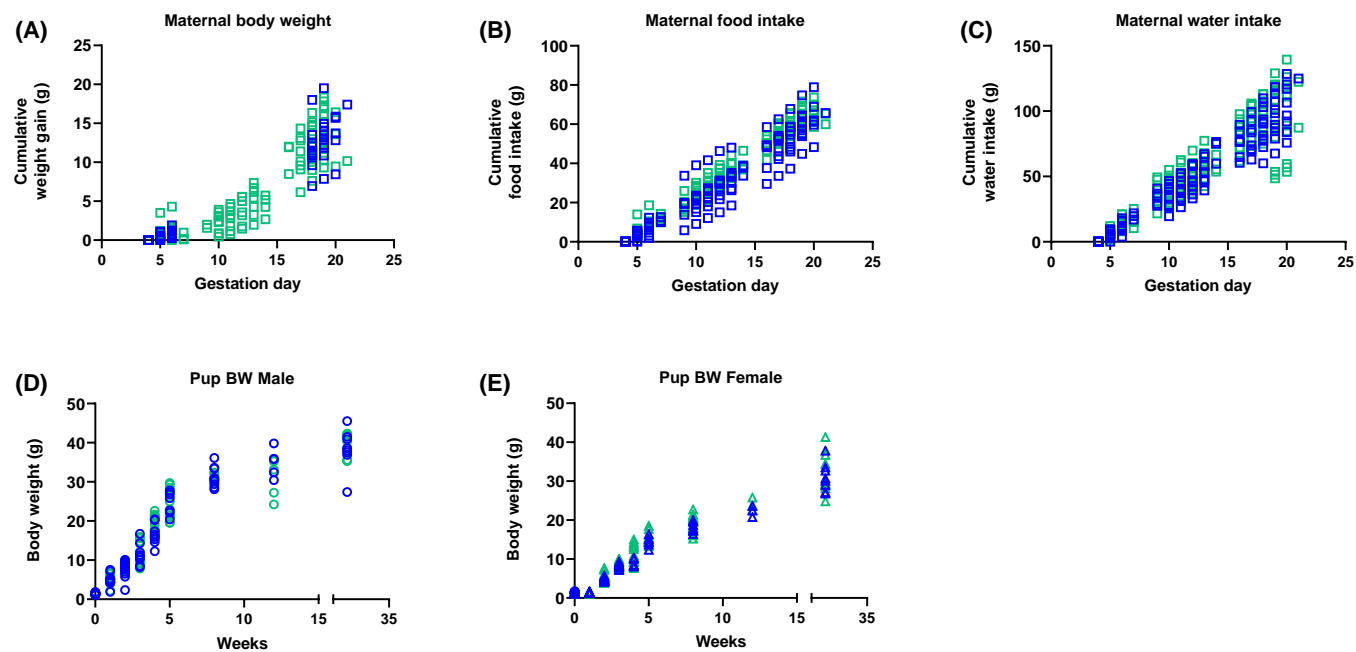 (A)
Maternal body weight
Cumulative
weight gain (g)
25
20
15
10
5
0
0 5 10 15 20 25
Gestation day
(B)
Maternal food intake
Cumulative
food intake (g)
100
80
60
40
20
0
0 5 10 15 20 25
Gestation day
(C)
Maternal water intake
Cumulative
water intake (g)
150
100
50
0
0 5 10 15 20 25
Gestation day
(D)
Pup BW Male
Body weight (g)
50
40
30
20
10
0
0 5 10 15 35
Weeks
(E)
Pup BW Female
Body weight (g)
50
40
30
20
10
0
0 5 10 15 35
Weeks